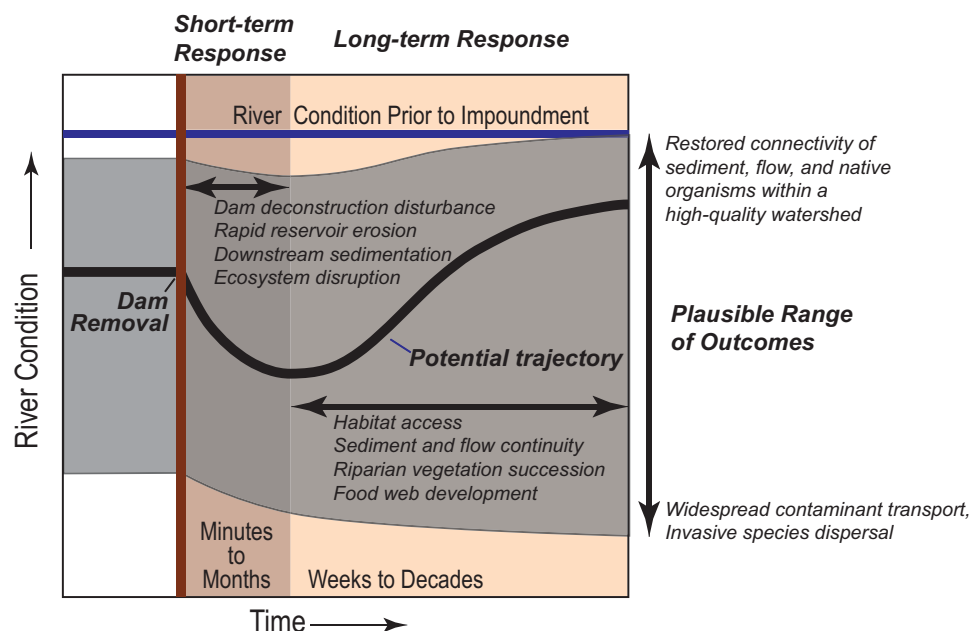 Short-term
Response
Long-term Response
River Condition Prior to Impoundment
Restored connectivity of
sediment, flow, and native
organisms within a
high-quality watershed
Dam deconstruction disturbance
Rapid reservoir erosion
Downstream sedimentation
Ecosystem disruption
Dam
Removal
River Condition
Plausible Range
of Outcomes
Potential trajectory
Habitat access
Sediment and flow continuity
Riparian vegetation succession
Food web development
Widespread contaminant transport,
Invasive species dispersal
Minutes
to
Months
Weeks to Decades
Time